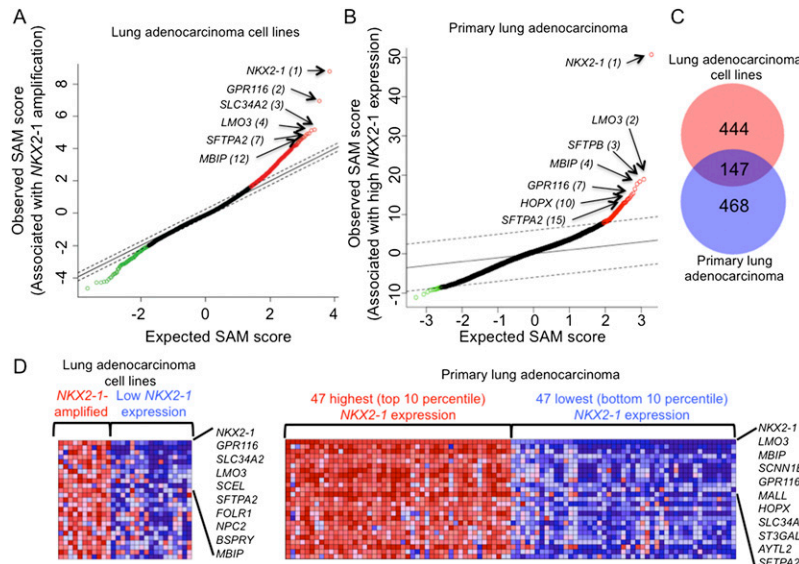 A
Lung adenocarcinoma cell lines
NKX2-1 (1)
GPR116 (2)
SLC34A2 (3)
LMO3 (4)
SFTPA2 (7)
MBIP (12)
Observed SAM score
(Associated with NKX2-1 amplification)
8
6
4
2
0
-2
-4
-2
0
2
4
Expected SAM score
B
Primary lung adenocarcinoma
NKX2-1 (1)
LMO3 (2)
SFTPB (3)
MBIP (4)
GPR116 (7)
HOPX (10)
SFTPA2 (15)
Observed SAM score
(Associated with high NKX2-1 expression)
50
40
30
20
10
0
-10
-3
-2
-1
0
1
2
3
Expected SAM score
C
Lung adenocarcinoma
cell lines
444
147
468
Primary lung
adenocarcinoma
D
Lung adenocarcinoma
cell lines
NKX2-1-
amplified
Low NKX2-1
expression
NKX2-1
GPR116
SLC34A2
LMO3
SCEL
SFTPA2
FOLR1
NPC2
BSPRY
MBIP
Primary lung adenocarcinoma
47 highest (top 10 percentile)
NKX2-1 expression
47 lowest (bottom 10 percentile)
NKX2-1 expression
NKX2-1
LMO3
MBIP
SCNN1B
GPR116
MALL
HOPX
SLC34A
ST3GAL
AYTL2
SFTPA2